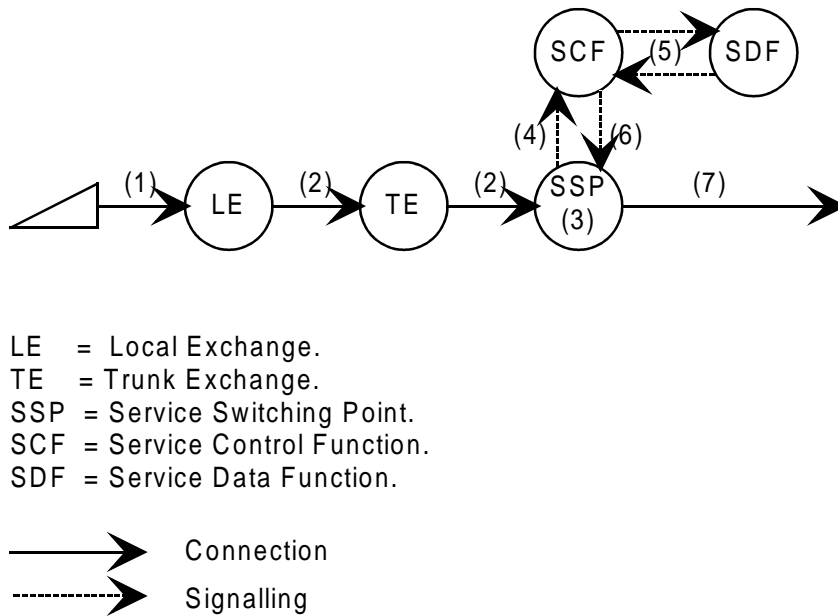 SCF
(5)
SDF
(4)
(6)
(1)
LE
(2)
TE
(2)
SSP
(3)
(7)
LE = Local Exchange.
TE = Trunk Exchange.
SSP = Service Switching Point.
SCF = Service Control Function.
SDF = Service Data Function.
Connection
Signalling